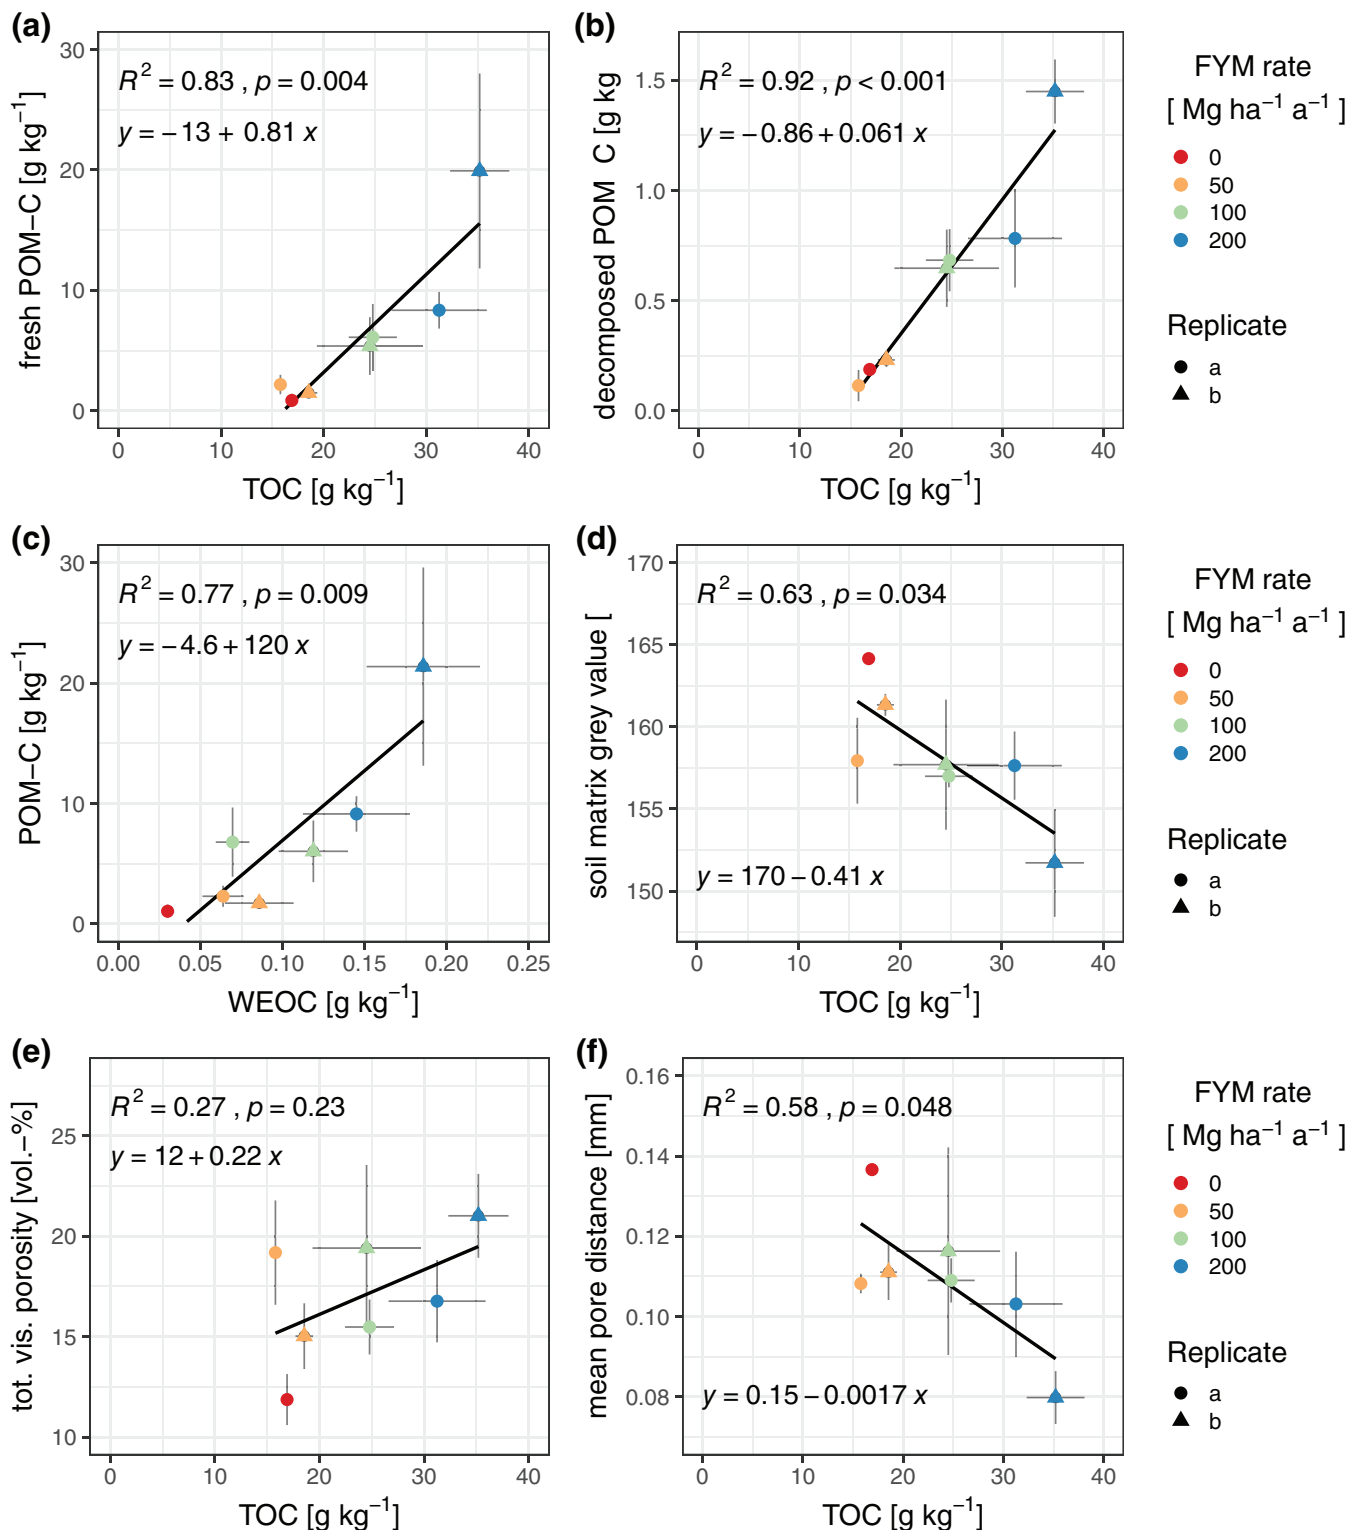 (a)
R² = 0.83 , p = 0.004
y = −13 + 0.81 x
fresh POM−C [g kg⁻¹]
30
20
10
0
0 10 20 30 40
TOC [g kg⁻¹]
(b)
R² = 0.92 , p < 0.001
y = −0.86 + 0.061 x
decomposed POM C [g kg
1.5
1.0
0.5
0.0
0 10 20 30 40
TOC [g kg⁻¹]
FYM rate
[ Mg ha⁻¹ a⁻¹ ]
0
50
100
200
Replicate
a
b
(c)
R² = 0.77 , p = 0.009
y = −4.6 + 120 x
POM−C [g kg⁻¹]
30
20
10
0
0.00 0.05 0.10 0.15 0.20 0.25
WEOC [g kg⁻¹]
(d)
R² = 0.63 , p = 0.034
y = 170 − 0.41 x
soil matrix grey value [
170
165
160
155
150
0 10 20 30 40
TOC [g kg⁻¹]
FYM rate
[ Mg ha⁻¹ a⁻¹ ]
0
50
100
200
Replicate
a
b
(e)
R² = 0.27 , p = 0.23
y = 12 + 0.22 x
tot. vis. porosity [vol.−%]
25
20
15
10
0 10 20 30 40
TOC [g kg⁻¹]
(f)
R² = 0.58 , p = 0.048
y = 0.15 − 0.0017 x
mean pore distance [mm]
0.16
0.14
0.12
0.10
0.08
0 10 20 30 40
TOC [g kg⁻¹]
FYM rate
[ Mg ha⁻¹ a⁻¹ ]
0
50
100
200
Replicate
a
b